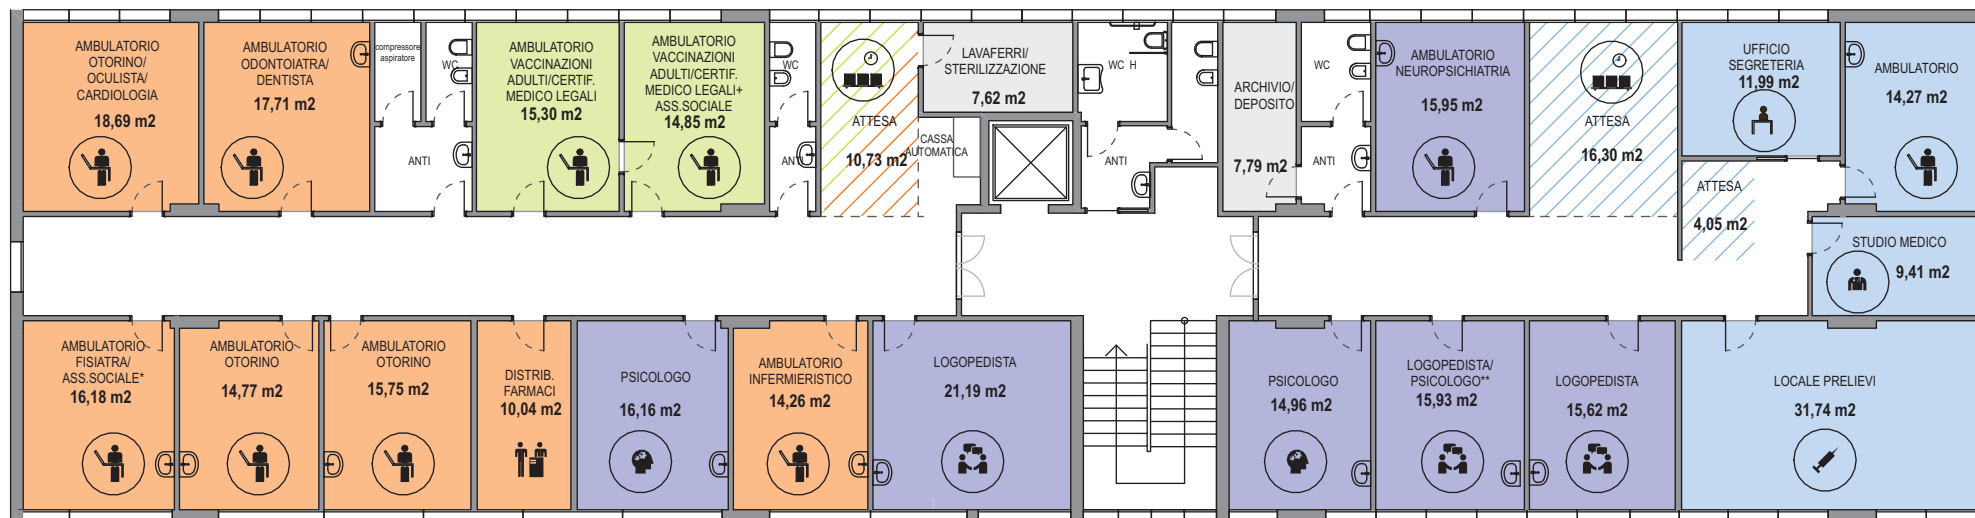 AMBULATORIO
OTORINO/
OCULISTA/
CARDIOLOGIA
18,69 m2
AMBULATORIO
ODONTOIATRA/
DENTISTA
17,71 m2
compressore
aspiratore
WC
ANTI
AMBULATORIO
VACCINAZIONI
ADULTI/CERTIF.
MEDICO LEGALI
15,30 m2
AMBULATORIO
VACCINAZIONI
ADULTI/CERTIF.
MEDICO LEGALI+
ASS.SOCIALE
14,85 m2
WC
ANTI
ATTESA
10,73 m2
LAVAFERRI/
STERILIZZAZIONE
7,62 m2
CASSA
AUTOMATICA
WC H
ANTI
ARCHIVIO/
DEPOSITO
7,79 m2
WC
ANTI
AMBULATORIO
NEUROPSICHIATRIA
15,95 m2
ATTESA
16,30 m2
UFFICIO
SEGRETERIA
11,99 m2
AMBULATORIO
14,27 m2
ATTESA
4,05 m2
STUDIO MEDICO
9,41 m2
AMBULATORIO
FISIATRA/
ASS.SOCIALE*
16,18 m2
AMBULATORIO
OTORINO
14,77 m2
AMBULATORIO
OTORINO
15,75 m2
DISTRIB.
FARMACI
10,04 m2
PSICOLOGO
16,16 m2
AMBULATORIO
INFERMIERISTICO
14,26 m2
LOGOPEDISTA
21,19 m2
PSICOLOGO
14,96 m2
LOGOPEDISTA/
PSICOLOGO**
15,93 m2
LOGOPEDISTA
15,62 m2
LOCALE PRELIEVI
31,74 m2